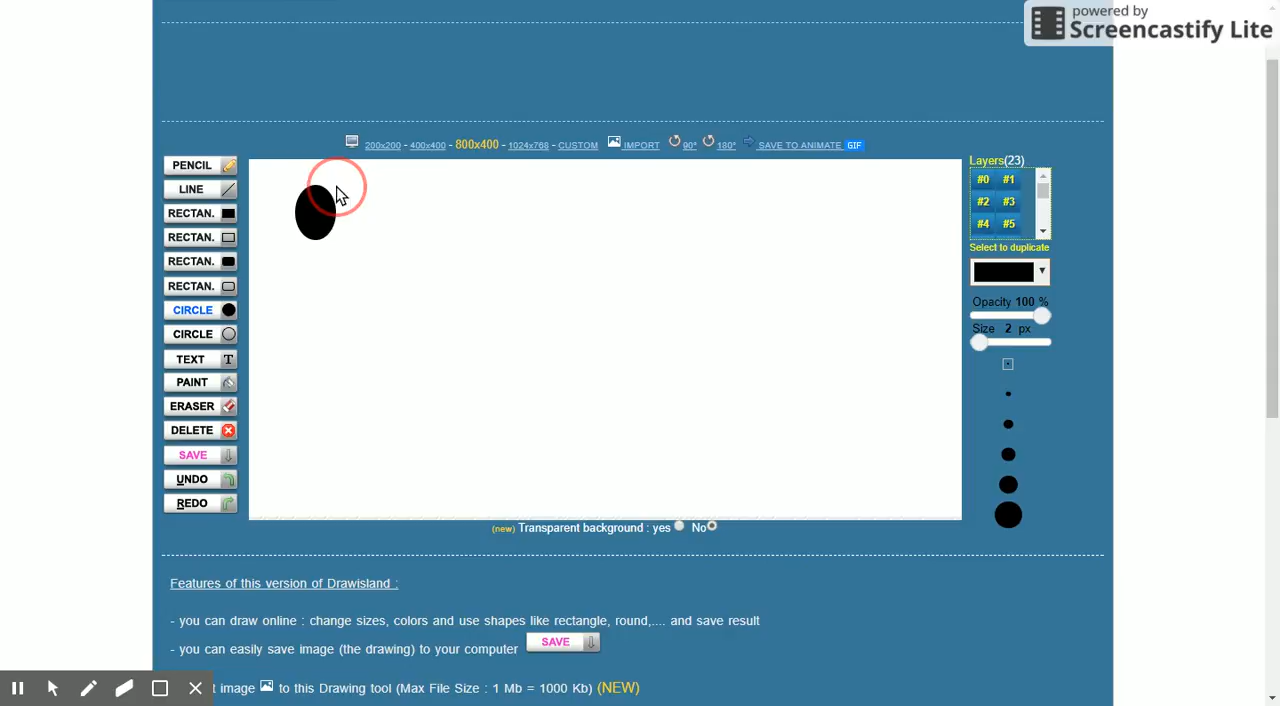 powered by
Screencastify Lite
200x200 - 400x400 - 800x400 - 1024x768 - CUSTOM IMPORT 90° 180° SAVE TO ANIMATE GIF
PENCIL
LINE
RECTAN.
RECTAN.
RECTAN.
RECTAN.
CIRCLE
CIRCLE
TEXT T
PAINT
ERASER
DELETE
SAVE
UNDO
REDO
Layers(23)
#0 #1
#2 #3
#4 #5
Select to duplicate
Opacity 100 %
Size 2 px
(new) Transparent background : yes No
Features of this version of Drawisland :
- you can draw online : change sizes, colors and use shapes like rectangle, round,.... and save result
- you can easily save image (the drawing) to your computer SAVE
t image to this Drawing tool (Max File Size : 1 Mb = 1000 Kb) (NEW)